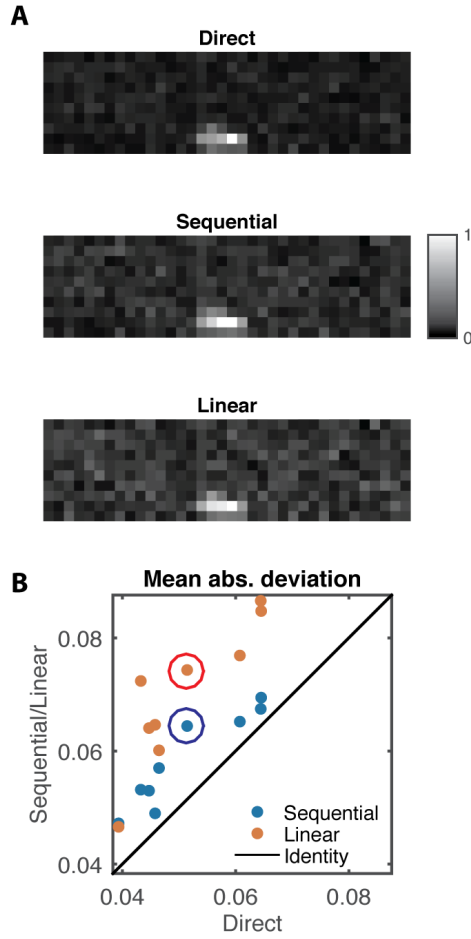 A
Direct
Sequential
1
0
Linear
B
Mean abs. deviation
Sequential/Linear
0.08
0.06
0.04
Sequential
Linear
Identity
0.04
0.06
0.08
Direct